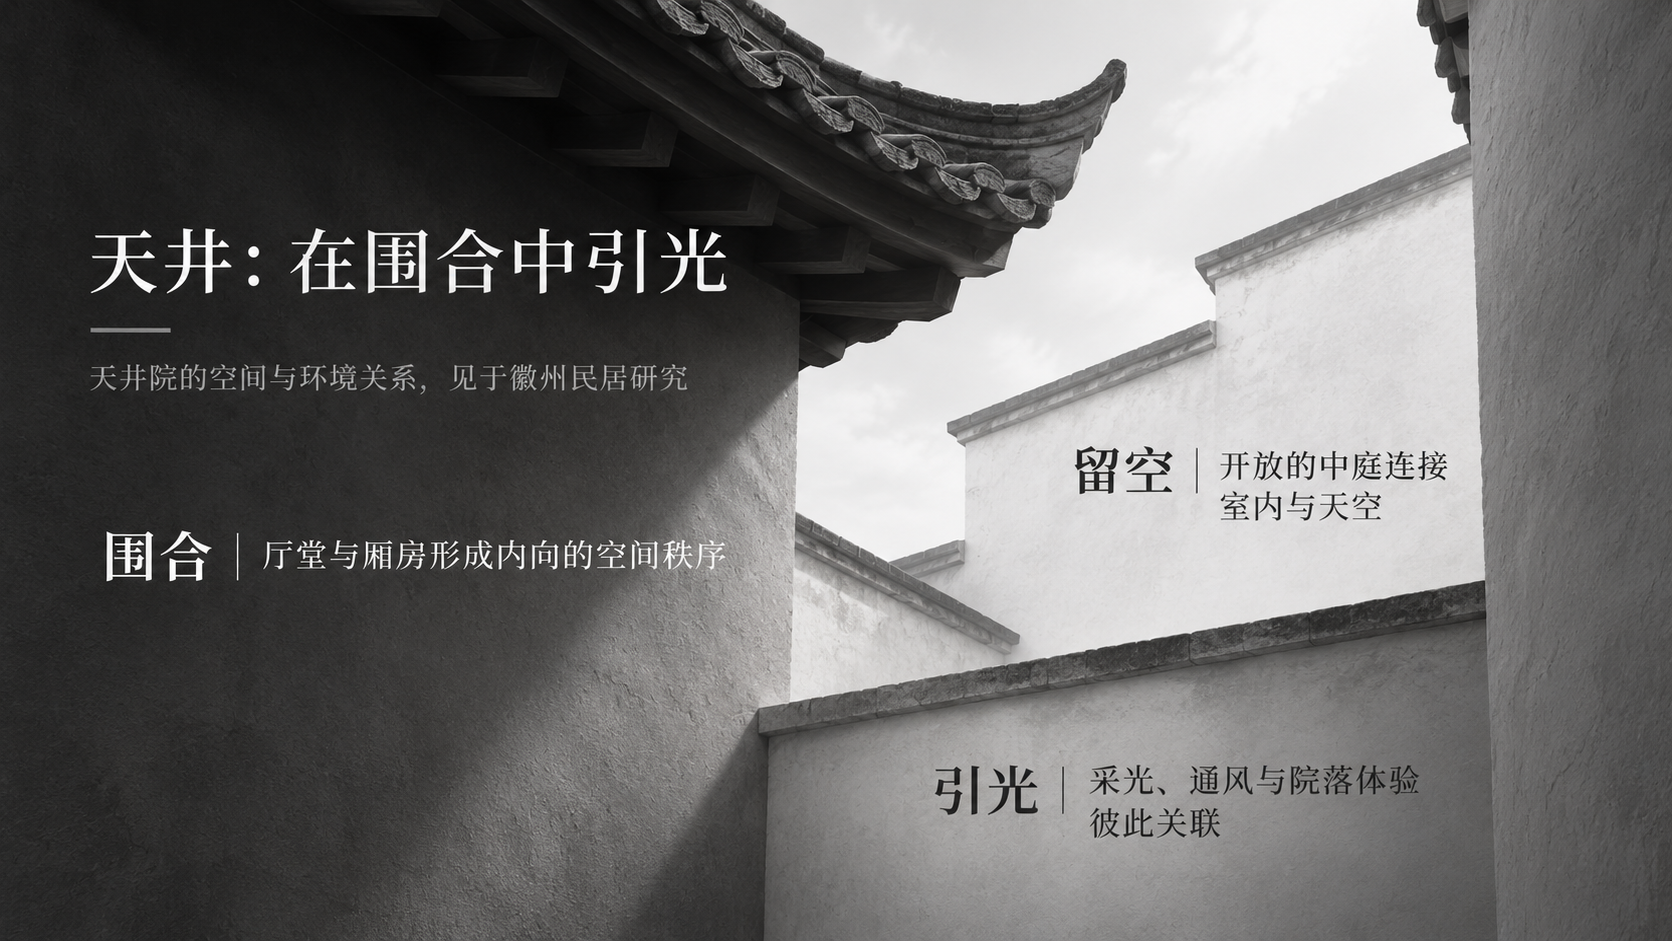 天井：在围合中引光
天井院的空间与环境关系，见于徽州民居研究
围合
厅堂与厢房形成内向的空间秩序
留空
开放的中庭连接
室内与天空
引光
采光、通风与院落体验
彼此关联